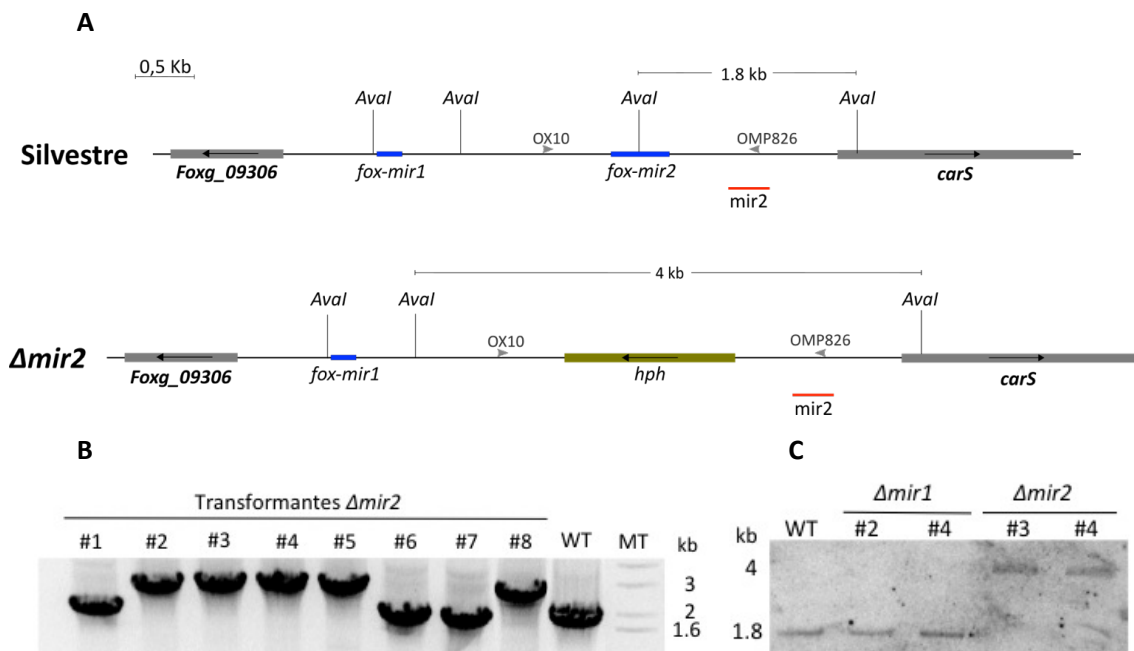 A
0,5 Kb
1.8 kb
AvaI AvaI AvaI AvaI
OX10 OMP826
Silvestre
Foxg_09306 fox-mir1 fox-mir2 carS
mir2
4 kb
AvaI AvaI AvaI
OX10 OMP826
Δmir2
Foxg_09306 fox-mir1 hph carS
mir2
B
Transformantes Δmir2
#1 #2 #3 #4 #5 #6 #7 #8 WT MT kb
3
2
1.6
C
Δmir1 Δmir2
WT #2 #4 #3 #4
kb
4
1.8